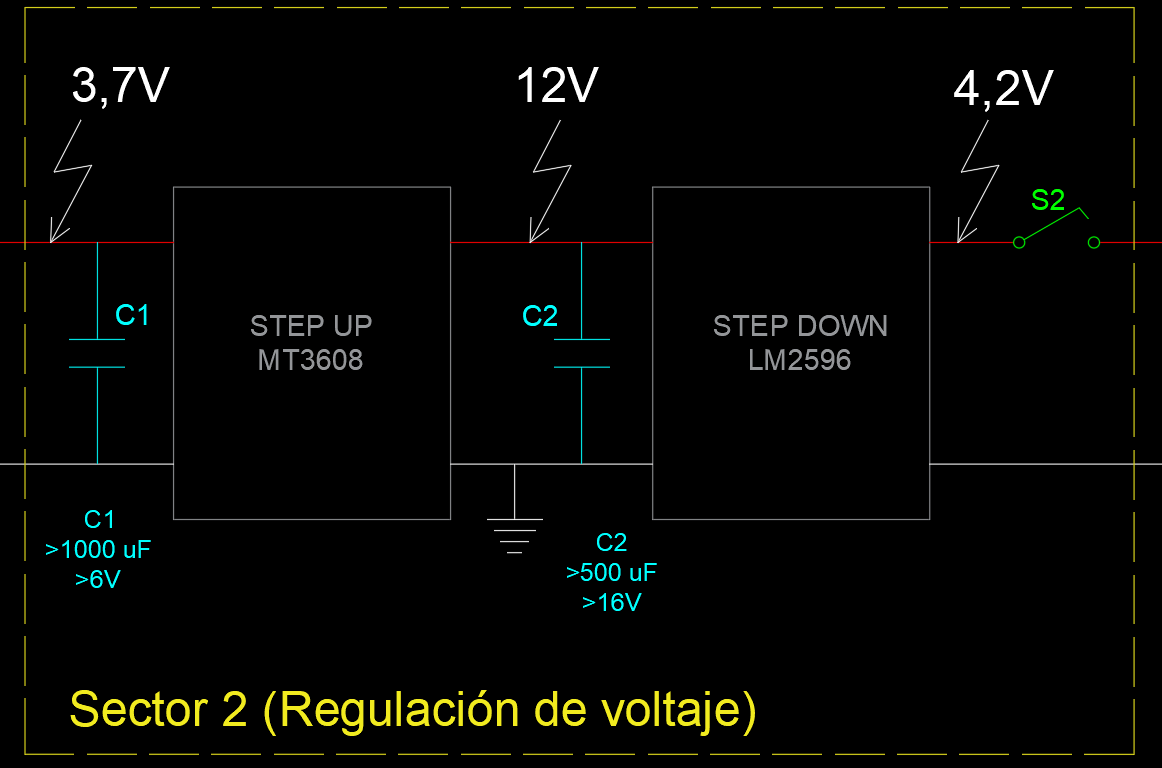 3,7V
12V
4,2V
S2
C1
C2
STEP UP
MT3608
STEP DOWN
LM2596
C1
>1000 uF
>6V
C2
>500 uF
>16V
Sector 2 (Regulación de voltaje)